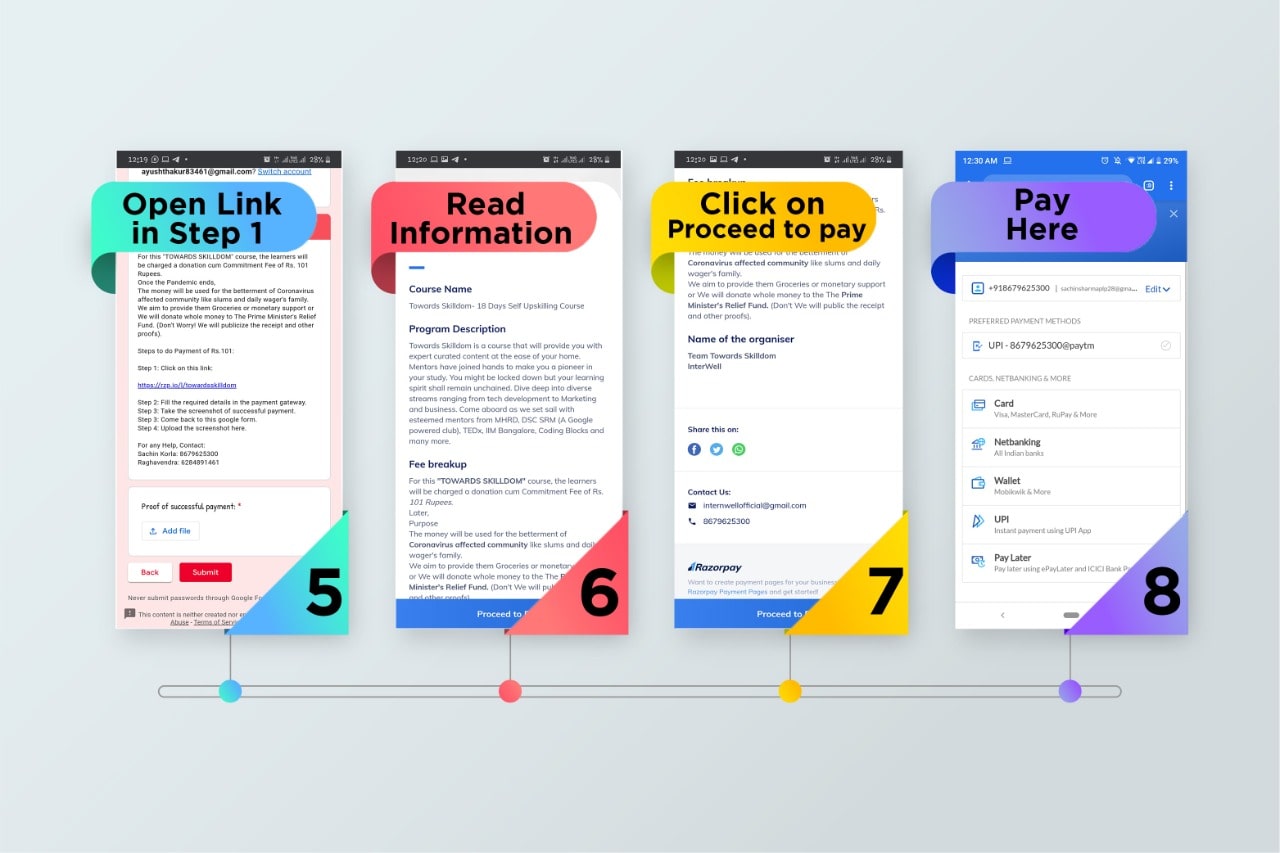 12:19
28%
ayushthakur83461@gmail.com? Switch account
Open Link
in Step 1
For this "TOWARDS SKILLDOM" course, the learners will
be charged a donation cum Commitment Fee of Rs. 101
Rupees.
Once the Pandemic ends,
The money will be used for the betterment of Coronavirus
affected community like slums and daily wager's family.
We aim to provide them Groceries or monetary support or
We will donate whole money to The Prime Minister's Relief
Fund. (Don't Worry! We will publicize the receipt and other
proofs).
Steps to do Payment of Rs.101:
Step 1: Click on this link:
https://rzp.io/l/towardsskilldom
Step 2: Fill the required details in the payment gateway.
Step 3: Take the screenshot of successful payment.
Step 3: Come back to this google form.
Step 4: Upload the screenshot here.
For any Help, Contact:
Sachin Korla: 8679625300
Raghavendra: 6284891461
Proof of successful payment: *
Add file
Back
Submit
Never submit passwords through Google
This content is neither created nor
Abuse - Terms of
5
12:20
28%
Read
Information
Course Name
Towards Skilldom- 18 Days Self Upskilling Course
Program Description
Towards Skilldom is a course that will provide you with
expert curated content at the ease of your home.
Mentors have joined hands to make you a pioneer in
your study. You might be locked down but your learning
spirit shall remain unchained. Dive deep into diverse
streams ranging from tech development to Marketing
and business. Come aboard as we set sail with
esteemed mentors from MHRD, DSC SRM (A Google
powered club), TEDx, IIM Bangalore, Coding Blocks and
many more.
Fee breakup
For this "TOWARDS SKILLDOM" course, the learners
will be charged a donation cum Commitment Fee of Rs.
101 Rupees.
Later,
Purpose
The money will be used for the betterment of
Coronavirus affected community like slums and daily
wager's family.
We aim to provide them Groceries or monetary
or We will donate whole money to the The
Minister's Relief Fund. (Don't We will
and other proofs)
Proceed to
6
12:20
28%
Fee breakup
Rs.
Click on
Proceed to pay
The money will be used for the betterment of
Coronavirus affected community like slums and daily
wager's family.
We aim to provide them Groceries or monetary support
or We will donate whole money to the The Prime
Minister's Relief Fund. (Don't We will public the receipt
and other proofs).
Name of the organiser
Team Towards Skilldom
InterWell
Share this on:
Contact Us:
internwellofficial@gmail.com
8679625300
Razorpay
Want to create payment pages for your business
Razorpay Payment Pages and get started!
Proceed to
7
12:30 AM
29%
Pay
Here
+918679625300 | Edit
PREFERRED PAYMENT METHODS
UPI - 8679625300@paytm
CARDS, NETBANKING & MORE
Card
Visa, MasterCard, RuPay & More
Netbanking
All Indian banks
Wallet
Mobikwik & More
UPI
Instant payment using UPI App
Pay Later
Pay later using ePayLater and ICICI Bank
8